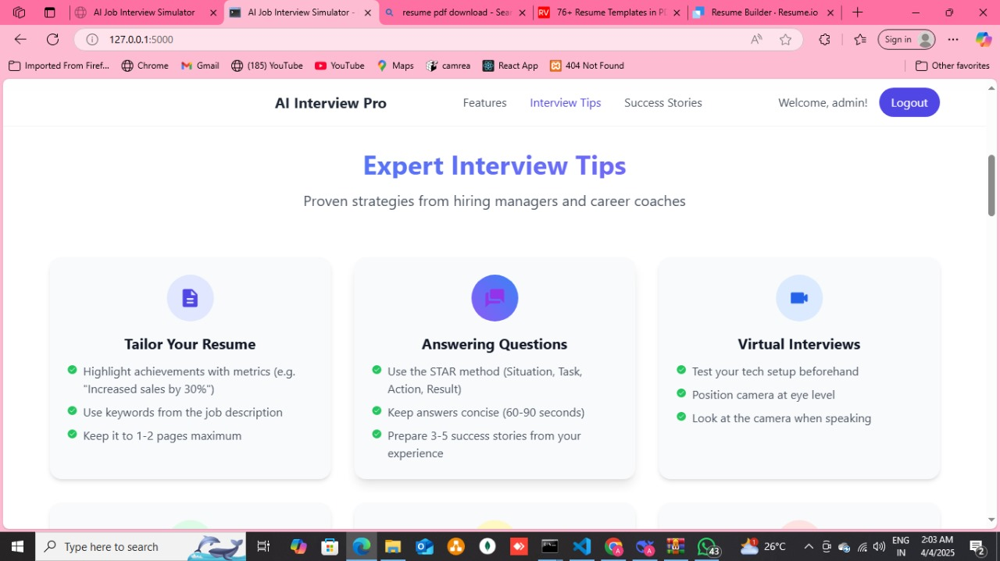 AI Job Interview Simulator
AI Job Interview Simulator -
resume pdf download - Sear
RV
76+ Resume Templates in PD
Resume Builder · Resume.io
127.0.0.1:5000
Sign in
Imported From Firef...
Chrome
Gmail
(185) YouTube
YouTube
Maps
camrea
React App
404 Not Found
Other favorites
AI Interview Pro
Features
Interview Tips
Success Stories
Welcome, admin!
Logout
Expert Interview Tips
Proven strategies from hiring managers and career coaches
Tailor Your Resume
Highlight achievements with metrics (e.g.
"Increased sales by 30%")
Use keywords from the job description
Keep it to 1-2 pages maximum
Answering Questions
Use the STAR method (Situation, Task,
Action, Result)
Keep answers concise (60-90 seconds)
Prepare 3-5 success stories from your
experience
Virtual Interviews
Test your tech setup beforehand
Position camera at eye level
Look at the camera when speaking
Type here to search
43
26°C
ENG
IN
2:03 AM
4/4/2025
2